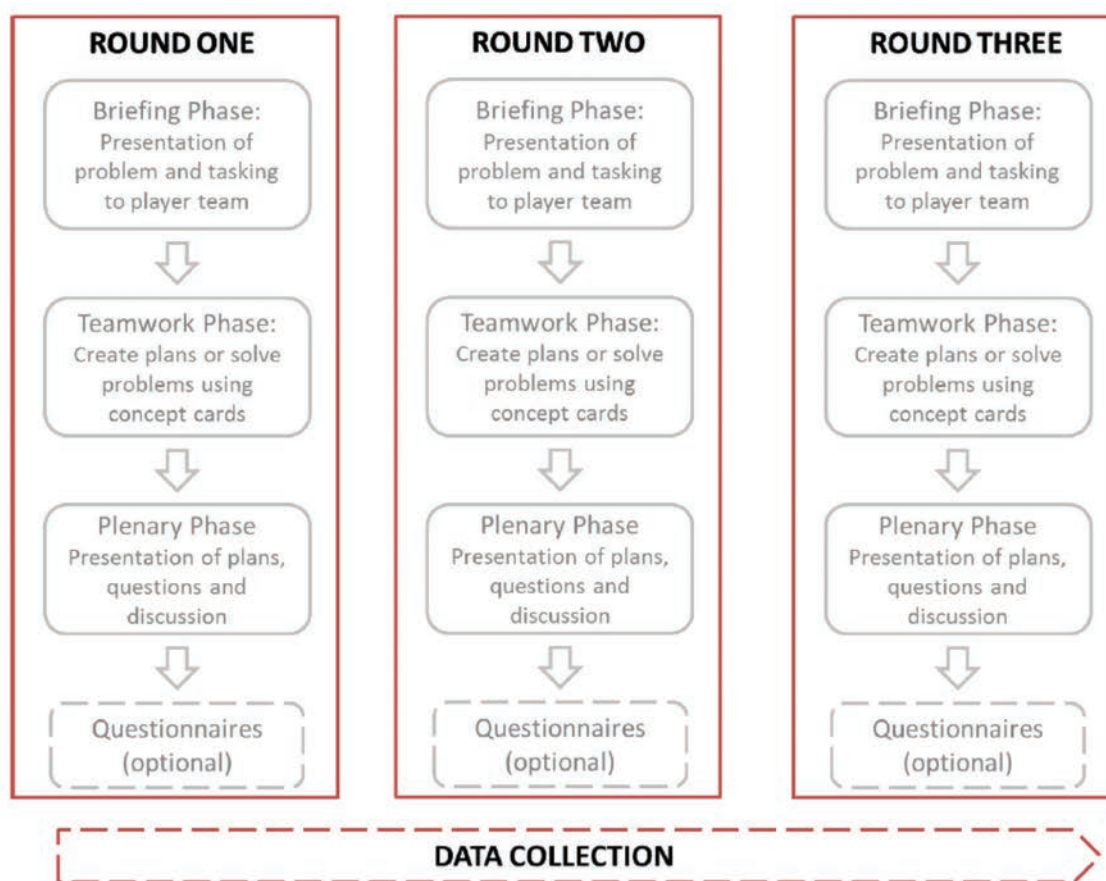 ROUND ONE
Briefing Phase:
Presentation of
problem and tasking
to player team
Teamwork Phase:
Create plans or solve
problems using
concept cards
Plenary Phase
Presentation of plans,
questions and
discussion
Questionnaires
(optional)
ROUND TWO
Briefing Phase:
Presentation of
problem and tasking
to player team
Teamwork Phase:
Create plans or solve
problems using
concept cards
Plenary Phase
Presentation of plans,
questions and
discussion
Questionnaires
(optional)
ROUND THREE
Briefing Phase:
Presentation of
problem and tasking
to player team
Teamwork Phase:
Create plans or solve
problems using
concept cards
Plenary Phase
Presentation of plans,
questions and
discussion
Questionnaires
(optional)
DATA COLLECTION